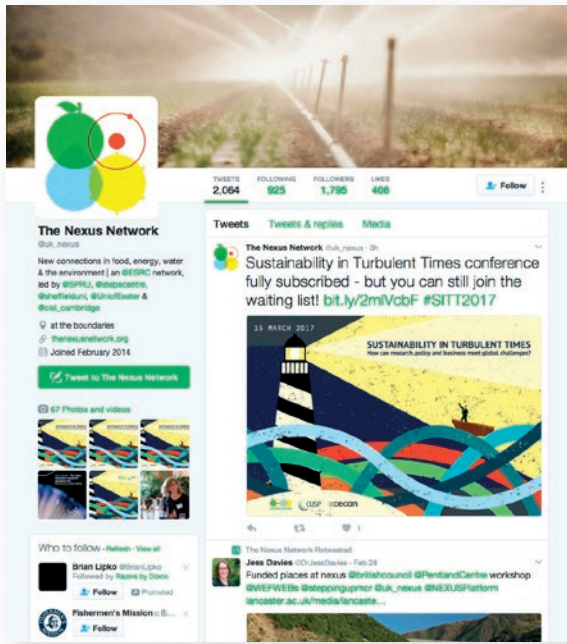 TWEETS FOLLOWING FOLLOWERS LIKES
2,064 925 1,795 408
Follow
The Nexus Network
@uk_nexus
New connections in food, energy, water
& the environment | an @ESRC network,
led by @SPRU, @stepscentre,
@sheffielduni, @UniofExeter &
@cisl_cambridge
at the boundaries
thenexusnetwork.org
Joined February 2014
Tweet to The Nexus Network
67 Photos and videos
Who to follow · Refresh · View all
Brian Lipko @BrianLipko
Followed by Razors by Dorco
Follow Promoted
Fishermen's Mission
Follow
Tweets Tweets & replies Media
The Nexus Network @uk_nexus · 3h
Sustainability in Turbulent Times conference
fully subscribed - but you can still join the
waiting list! bit.ly/2mlVcbF #SITT2017
16 MARCH 2017
SUSTAINABILITY IN TURBULENT TIMES
How can research, policy and business meet global challenges?
CUSP cecan
1
The Nexus Network Retweeted
Jess Davies @DrJessDavies · Feb 28
Funded places at nexus @britishcouncil @PentlandCentre workshop
@WEFWEBs @steppingupmcr @uk_nexus @NEXUSPlatform
lancaster.ac.uk/media/lancaste...